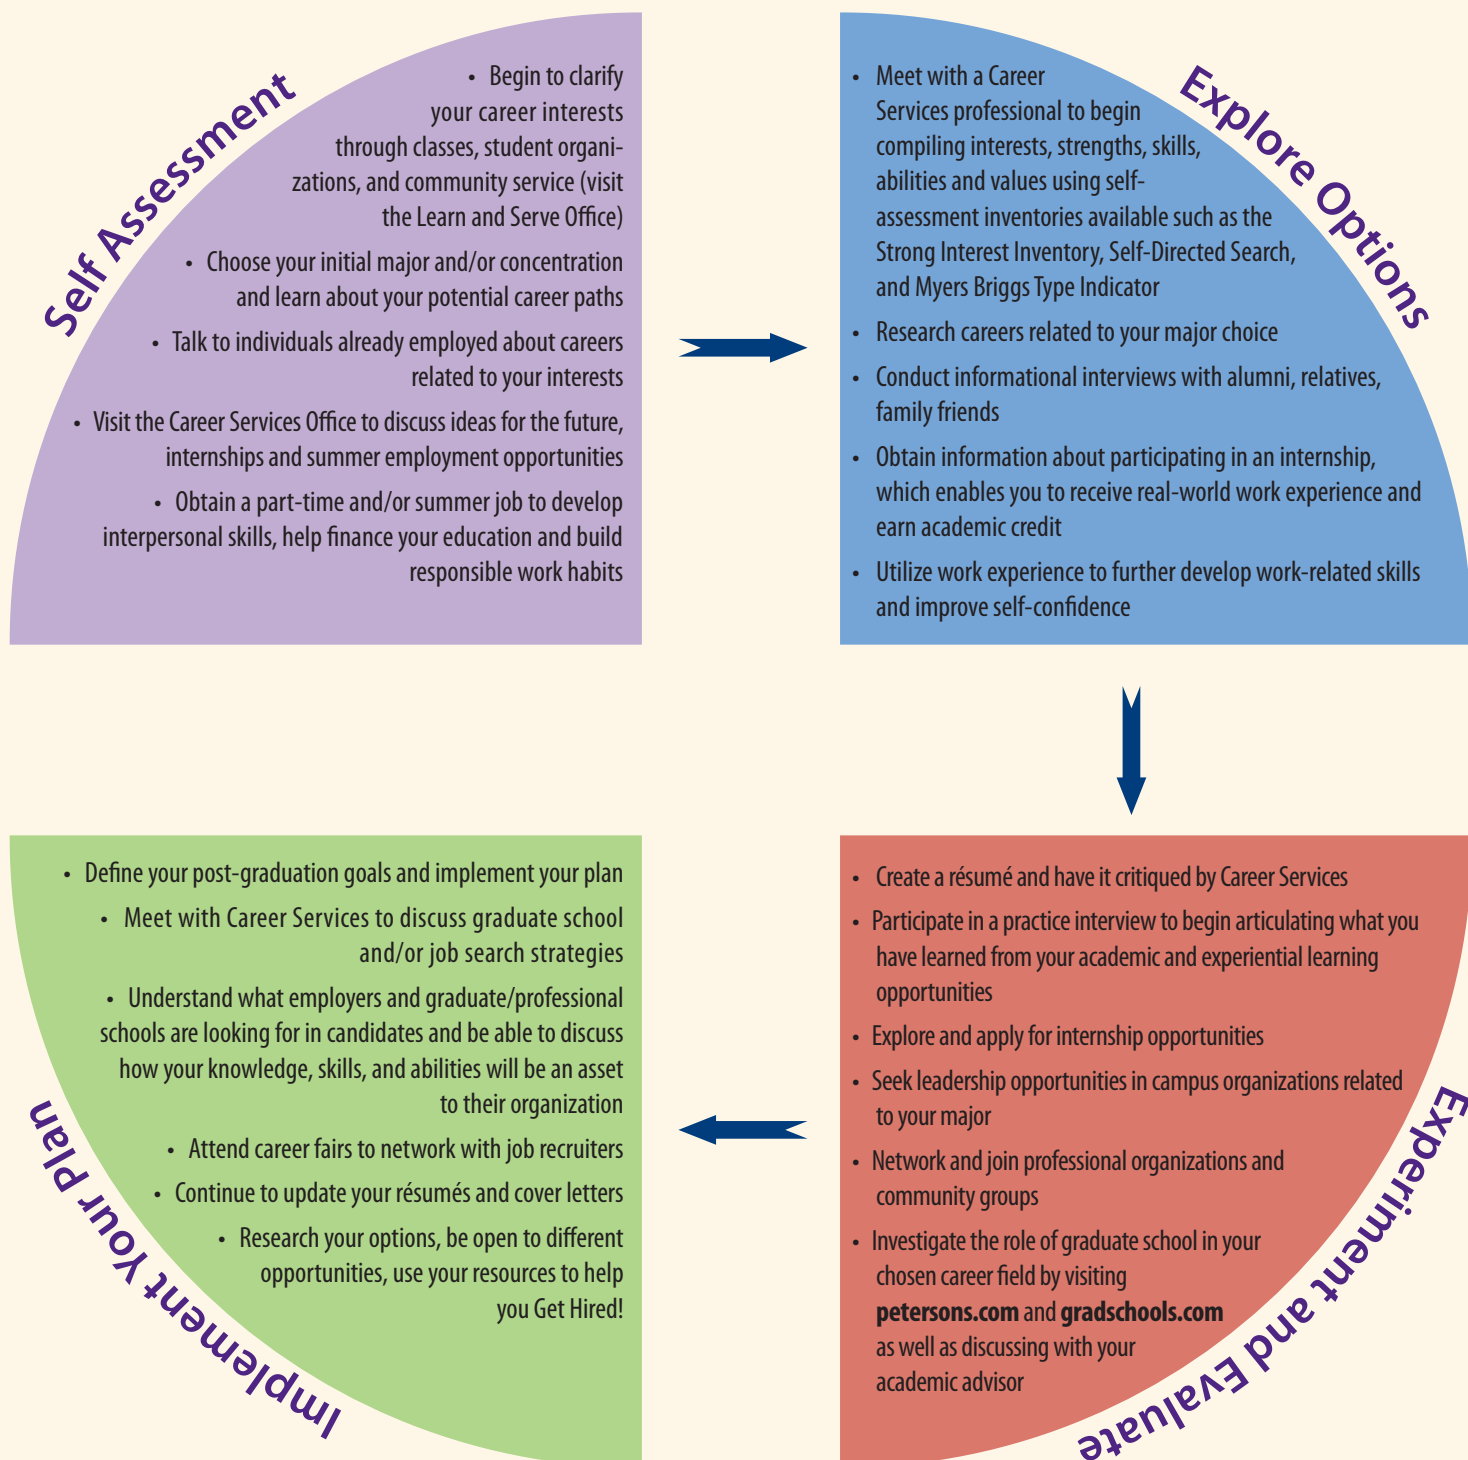 Self Assessment
• Begin to clarify
your career interests
through classes, student organi-
zations, and community service (visit
the Learn and Serve Office)
• Choose your initial major and/or concentration
and learn about your potential career paths
• Talk to individuals already employed about careers
related to your interests
• Visit the Career Services Office to discuss ideas for the future,
internships and summer employment opportunities
• Obtain a part-time and/or summer job to develop
interpersonal skills, help finance your education and build
responsible work habits
Explore Options
• Meet with a Career
Services professional to begin
compiling interests, strengths, skills,
abilities and values using self-
assessment inventories available such as the
Strong Interest Inventory, Self-Directed Search,
and Myers Briggs Type Indicator
• Research careers related to your major choice
• Conduct informational interviews with alumni, relatives,
family friends
• Obtain information about participating in an internship,
which enables you to receive real-world work experience and
earn academic credit
• Utilize work experience to further develop work-related skills
and improve self-confidence
Experiment and Evaluate
• Create a résumé and have it critiqued by Career Services
• Participate in a practice interview to begin articulating what you
have learned from your academic and experiential learning
opportunities
• Explore and apply for internship opportunities
• Seek leadership opportunities in campus organizations related
to your major
• Network and join professional organizations and
community groups
• Investigate the role of graduate school in your
chosen career field by visiting
petersons.com and gradschools.com
as well as discussing with your
academic advisor
Implement Your Plan
• Define your post-graduation goals and implement your plan
• Meet with Career Services to discuss graduate school
and/or job search strategies
• Understand what employers and graduate/professional
schools are looking for in candidates and be able to discuss
how your knowledge, skills, and abilities will be an asset
to their organization
• Attend career fairs to network with job recruiters
• Continue to update your résumés and cover letters
• Research your options, be open to different
opportunities, use your resources to help
you Get Hired!